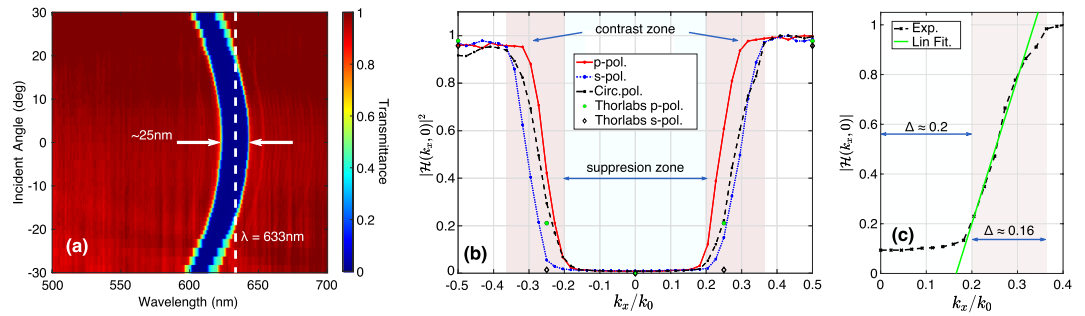 30
20
10
0
-10
-20
-30
Incident Angle (deg)
500
550
600
650
700
Wavelength (nm)
~25nm
λ = 633nm
(a)
1
0.8
0.6
0.4
0.2
0
Transmittance
1
0.8
0.6
0.4
0.2
0
|H(kx, 0)|²
-0.5
-0.4
-0.3
-0.2
-0.1
0
0.1
0.2
0.3
0.4
0.5
kx/k0
contrast zone
p-pol.
s-pol.
Circ.pol.
Thorlabs p-pol.
Thorlabs s-pol.
suppresion zone
(b)
1
0.8
0.6
0.4
0.2
0
|H(kx, 0)|
0
0.1
0.2
0.3
0.4
kx/k0
Exp.
Lin Fit.
Δ ≈ 0.2
Δ ≈ 0.16
(c)